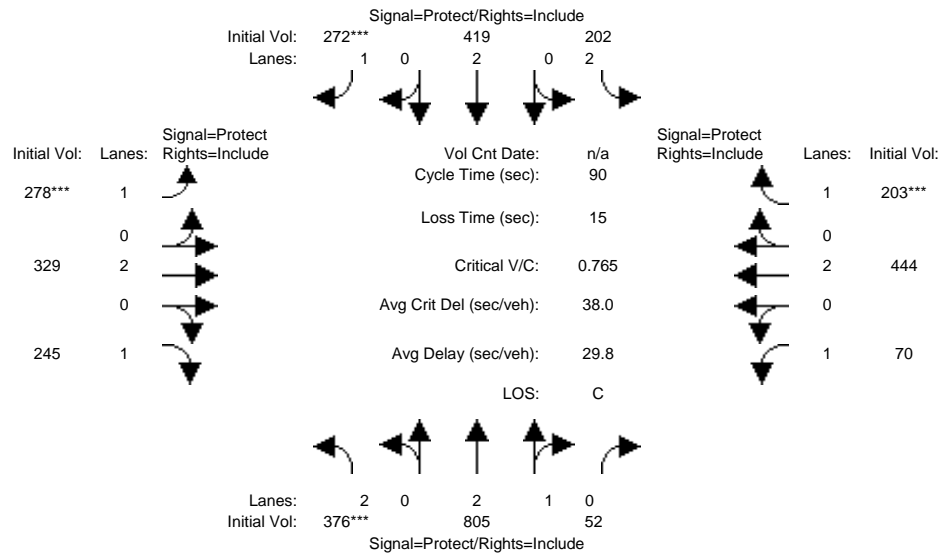 Signal=Protect/Rights=Include
Initial Vol: 272*** 419 202
Lanes: 1 0 2 0 2
Signal=Protect
Initial Vol: Lanes: Rights=Include
278*** 1
0
329 2
0
245 1
Vol Cnt Date: n/a
Cycle Time (sec): 90
Loss Time (sec): 15
Critical V/C: 0.765
Avg Crit Del (sec/veh): 38.0
Avg Delay (sec/veh): 29.8
LOS: C
Signal=Protect
Rights=Include Lanes: Initial Vol:
1 203***
0
2 444
0
1 70
Lanes: 2 0 2 1 0
Initial Vol: 376*** 805 52
Signal=Protect/Rights=Include